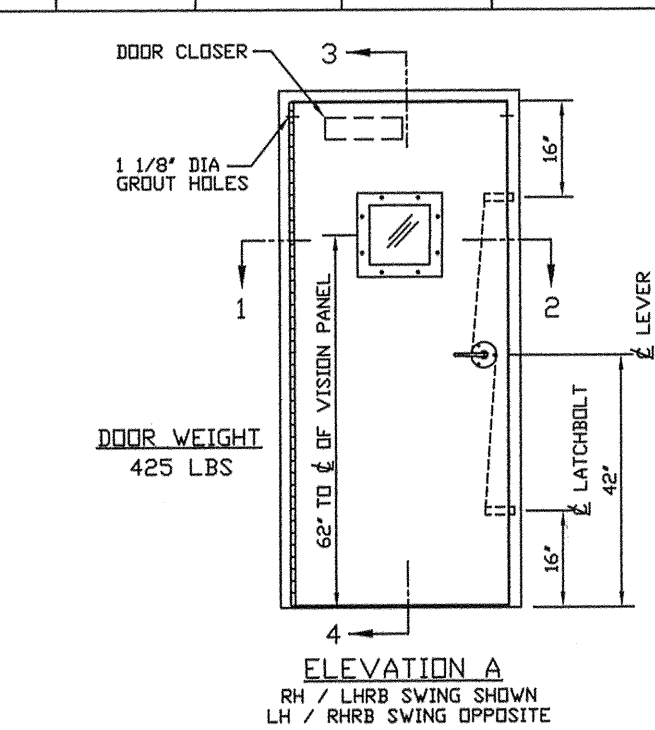 DOOR CLOSER
3
1 1/8" DIA
GROUT HOLES
16"
1
2
62" TO ℄ OF VISION PANEL
℄ LEVER
DOOR WEIGHT
425 LBS
℄ LATCHBOLT
42"
16"
4
ELEVATION A
RH / LHRB SWING SHOWN
LH / RHRB SWING OPPOSITE